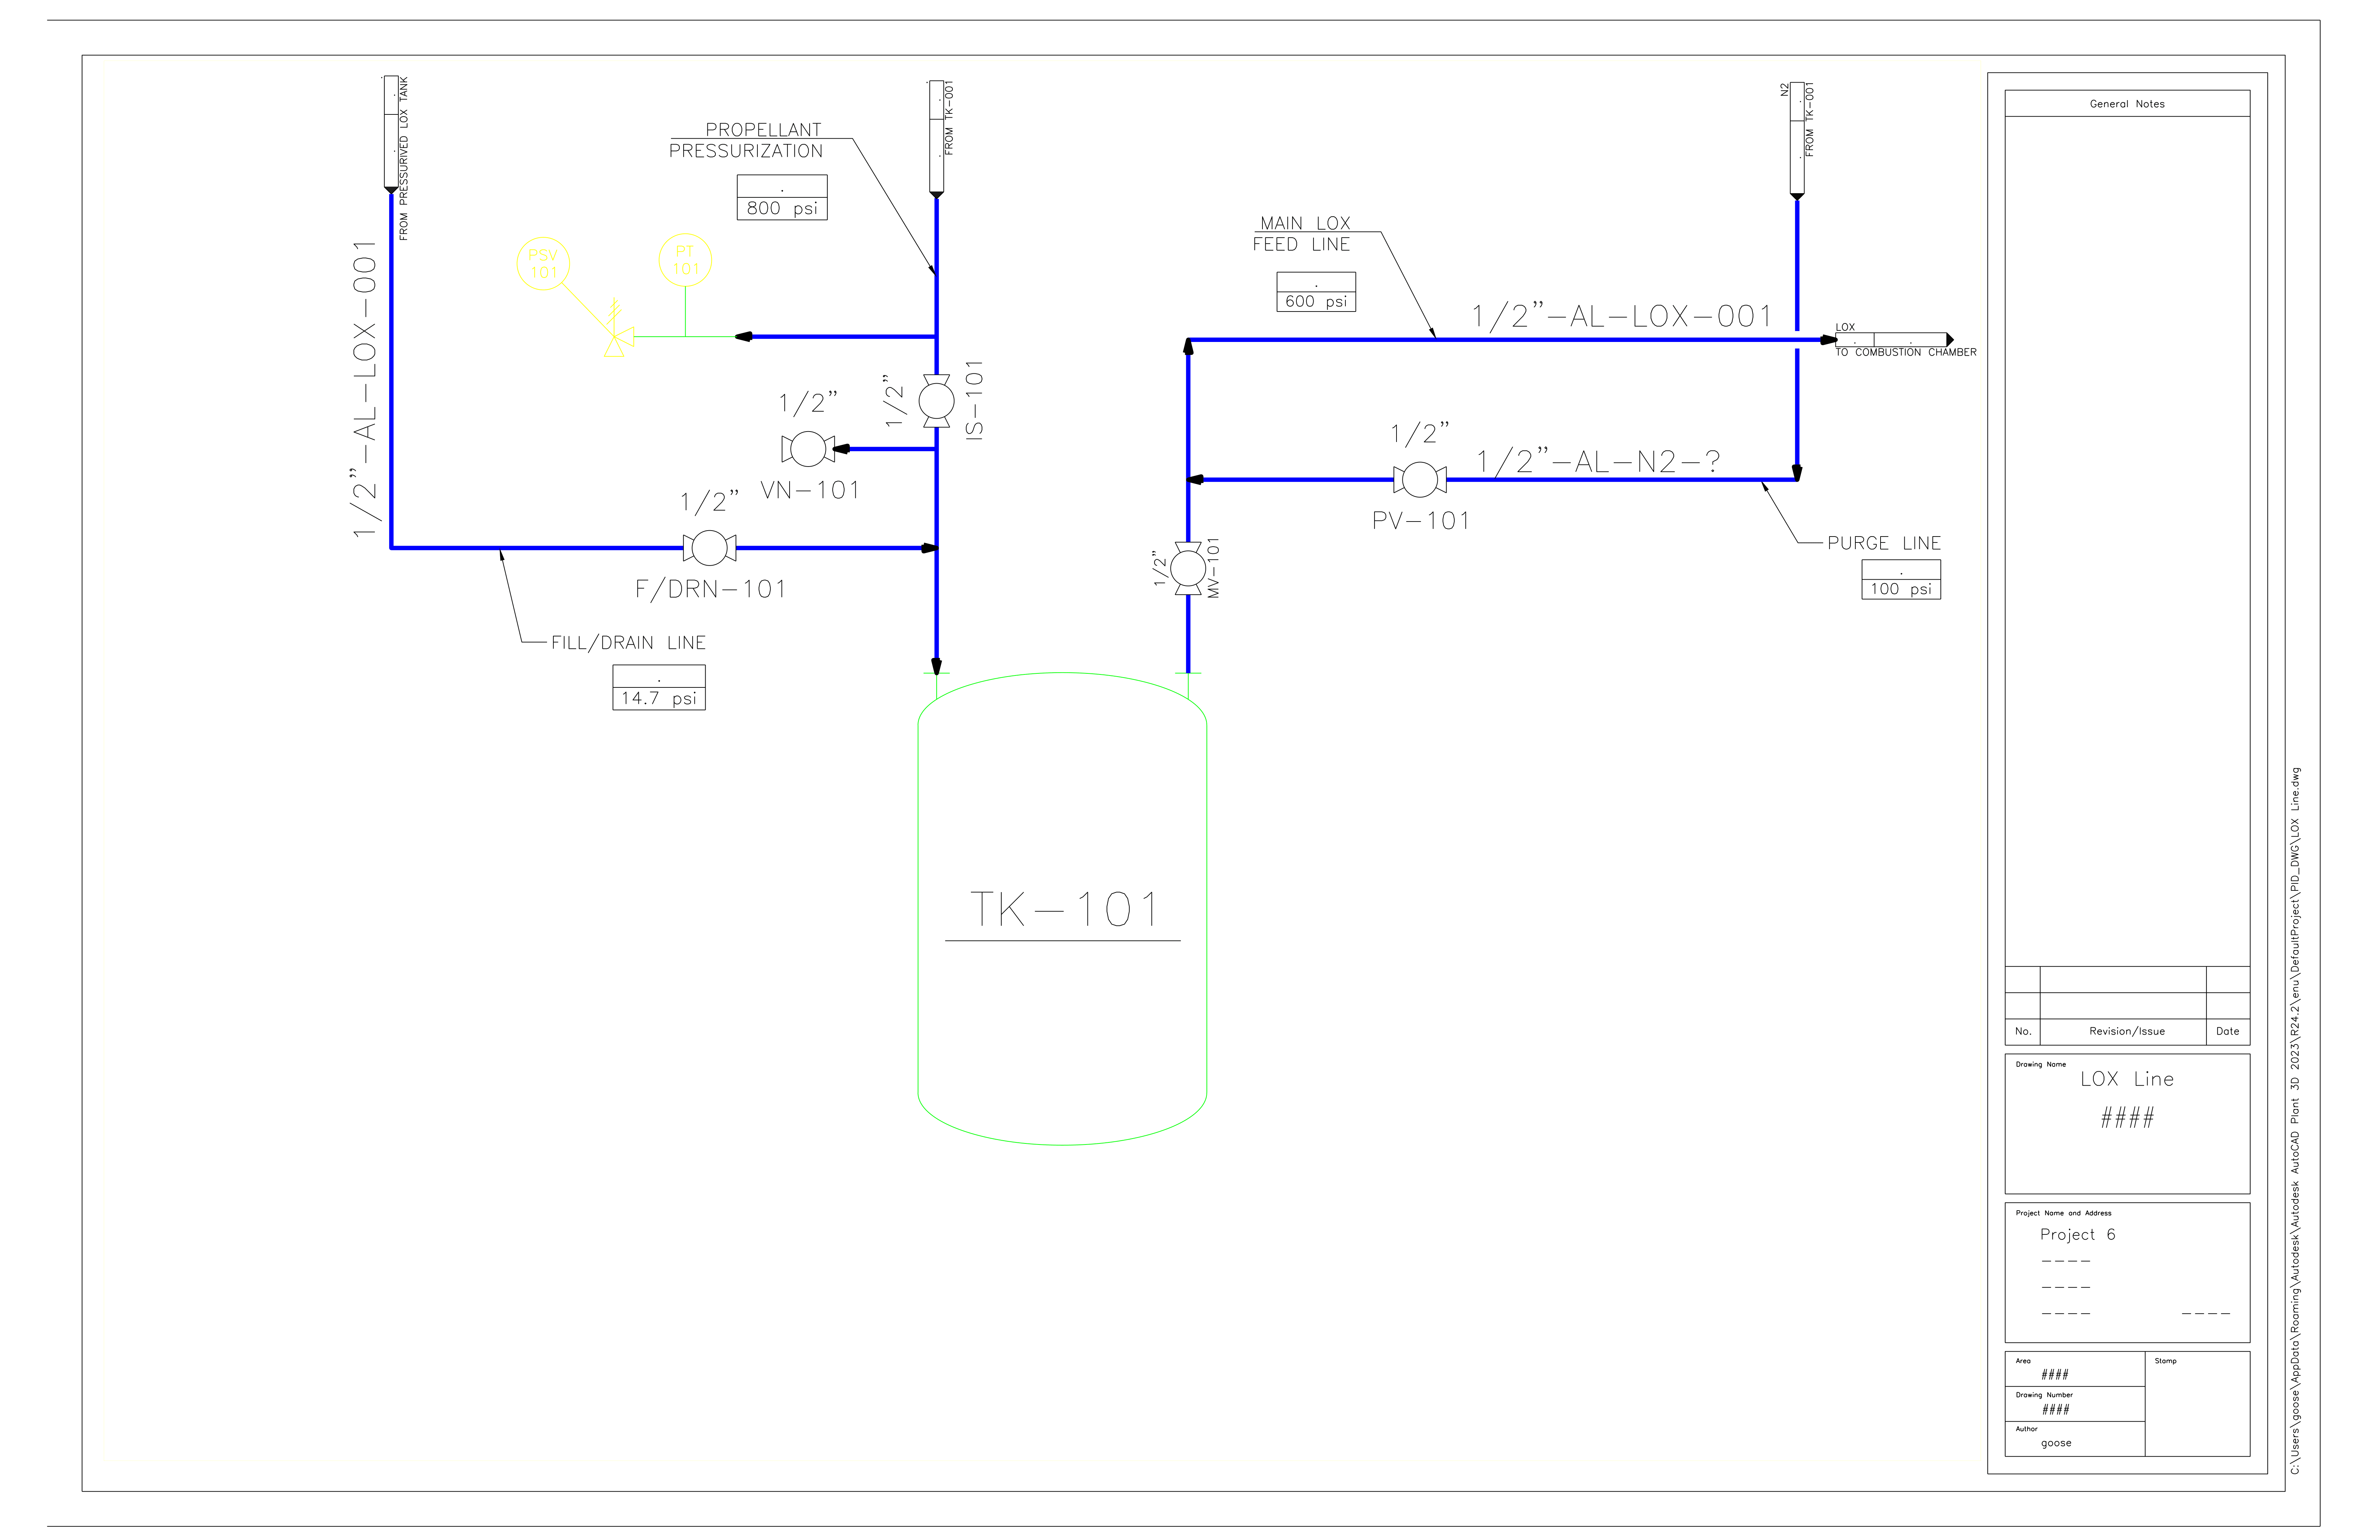 FROM PRESSURIVED LOX TANK
1/2"-AL-LOX-001
PSV
101
PT
101
PROPELLANT
PRESSURIZATION
.
800 psi
FROM TK-001
1/2"
IS-101
1/2"
VN-101
1/2"
F/DRN-101
FILL/DRAIN LINE
.
14.7 psi
MAIN LOX
FEED LINE
.
600 psi
1/2"-AL-LOX-001
N2
FROM TK-001
LOX
TO COMBUSTION CHAMBER
1/2"
PV-101
1/2"-AL-N2-?
PURGE LINE
.
100 psi
1/2"
MV-101
TK-101
General Notes
No. Revision/Issue Date
Drawing Name
LOX Line
####
Project Name and Address
Project 6
----
----
---- ----
Area
####
Stamp
Drawing Number
####
Author
goose
C:\Users\goose\AppData\Roaming\Autodesk\Autodesk AutoCAD Plant 3D 2023\R24.2\enu\DefaultProject\PID_DWG\LOX Line.dwg